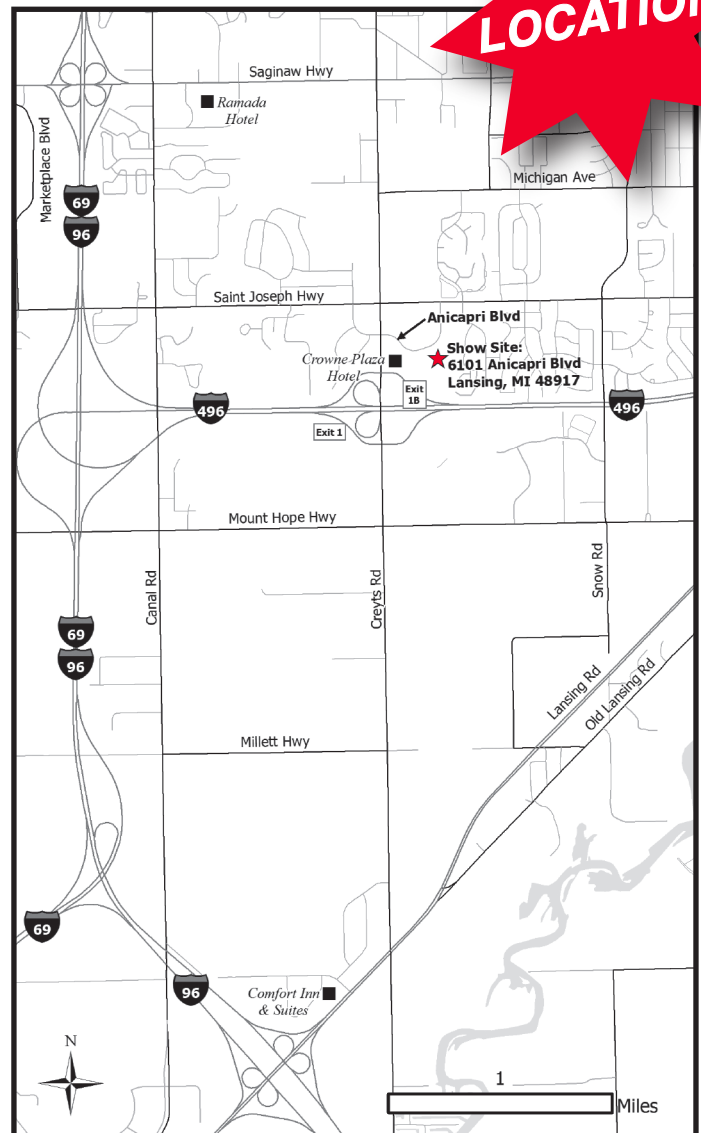 LOCATION
Saginaw Hwy
Ramada
Hotel
Marketplace Blvd
Michigan Ave
69
96
Saint Joseph Hwy
Anicapri Blvd
Show Site:
6101 Anicapri Blvd
Lansing, MI 48917
Crowne Plaza
Hotel
Exit
1B
496
496
Exit 1
Mount Hope Hwy
Canal Rd
Creyts Rd
Snow Rd
69
96
Lansing Rd
Old Lansing Rd
Millett Hwy
69
96
Comfort Inn
& Suites
N
1
Miles